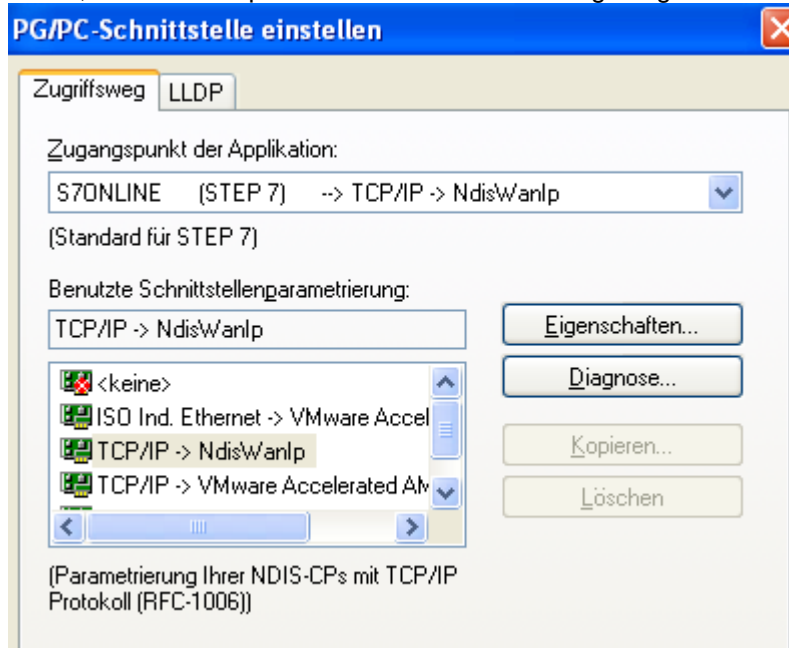 PG/PC-Schnittstelle einstellen
Zugriffsweg LLDP
Zugangspunkt der Applikation:
S7ONLINE (STEP 7) --> TCP/IP -> NdisWanIp
(Standard für STEP 7)
Benutzte Schnittstellenparametrierung:
TCP/IP -> NdisWanIp
Eigenschaften...
<keine>
Diagnose...
ISO Ind. Ethernet -> VMware Accel
TCP/IP -> NdisWanIp
Kopieren...
TCP/IP -> VMware Accelerated AM
Löschen
(Parametrierung Ihrer NDIS-CPs mit TCP/IP
Protokoll (RFC-1006))